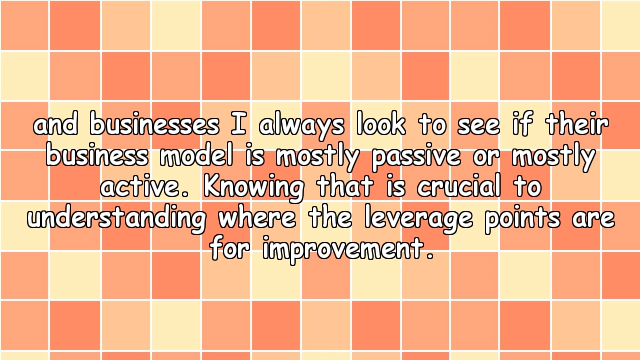 and businesses I always look to see if their
business model is mostly passive or mostly
active. Knowing that is crucial to
understanding where the leverage points are
for improvement.